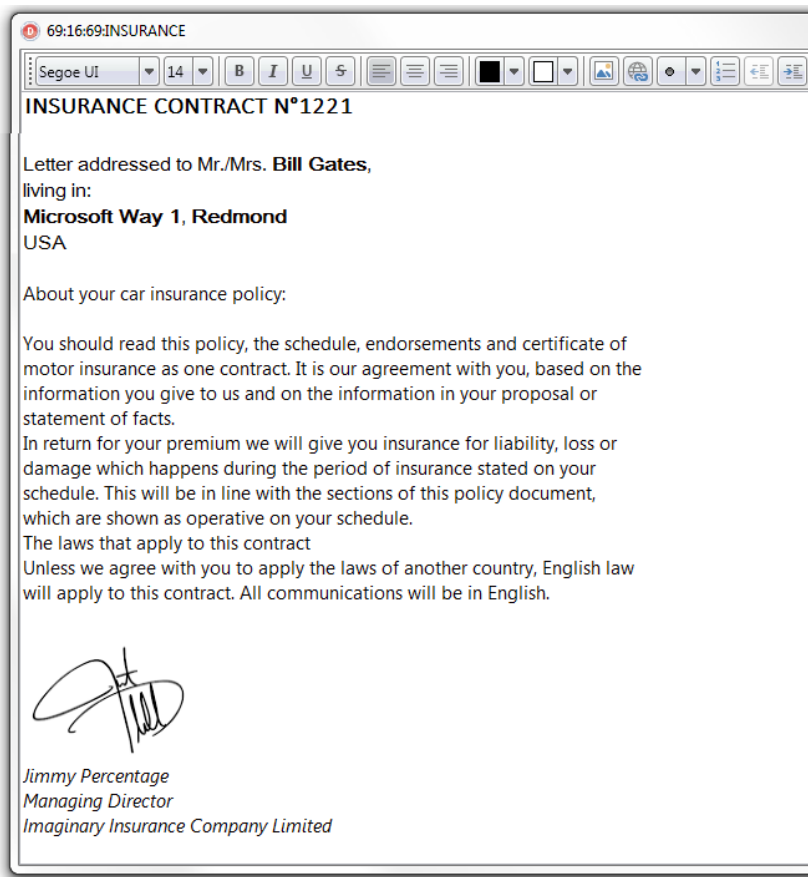 69:16:69:INSURANCE
Segoe UI 14 B I U S
INSURANCE CONTRACT N°1221
Letter addressed to Mr./Mrs. Bill Gates,
living in:
Microsoft Way 1, Redmond
USA
About your car insurance policy:
You should read this policy, the schedule, endorsements and certificate of
motor insurance as one contract. It is our agreement with you, based on the
information you give to us and on the information in your proposal or
statement of facts.
In return for your premium we will give you insurance for liability, loss or
damage which happens during the period of insurance stated on your
schedule. This will be in line with the sections of this policy document,
which are shown as operative on your schedule.
The laws that apply to this contract
Unless we agree with you to apply the laws of another country, English law
will apply to this contract. All communications will be in English.
Jimmy Percentage
Managing Director
Imaginary Insurance Company Limited